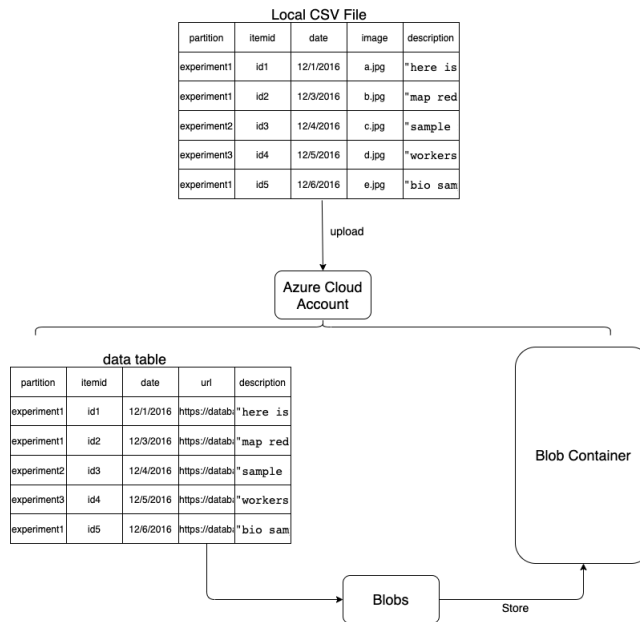 Local CSV File
partition itemid date image description
experiment1 id1 12/1/2016 a.jpg "here is
experiment1 id2 12/3/2016 b.jpg "map red
experiment2 id3 12/4/2016 c.jpg "sample
experiment3 id4 12/5/2016 d.jpg "workers
experiment1 id5 12/6/2016 e.jpg "bio sam
upload
Azure Cloud
Account
data table
partition itemid date url description
experiment1 id1 12/1/2016 https://databa "here is
experiment1 id2 12/3/2016 https://databa "map red
experiment2 id3 12/4/2016 https://databa "sample
experiment3 id4 12/5/2016 https://databa "workers
experiment1 id5 12/6/2016 https://databa "bio sam
Blob Container
Blobs
Store